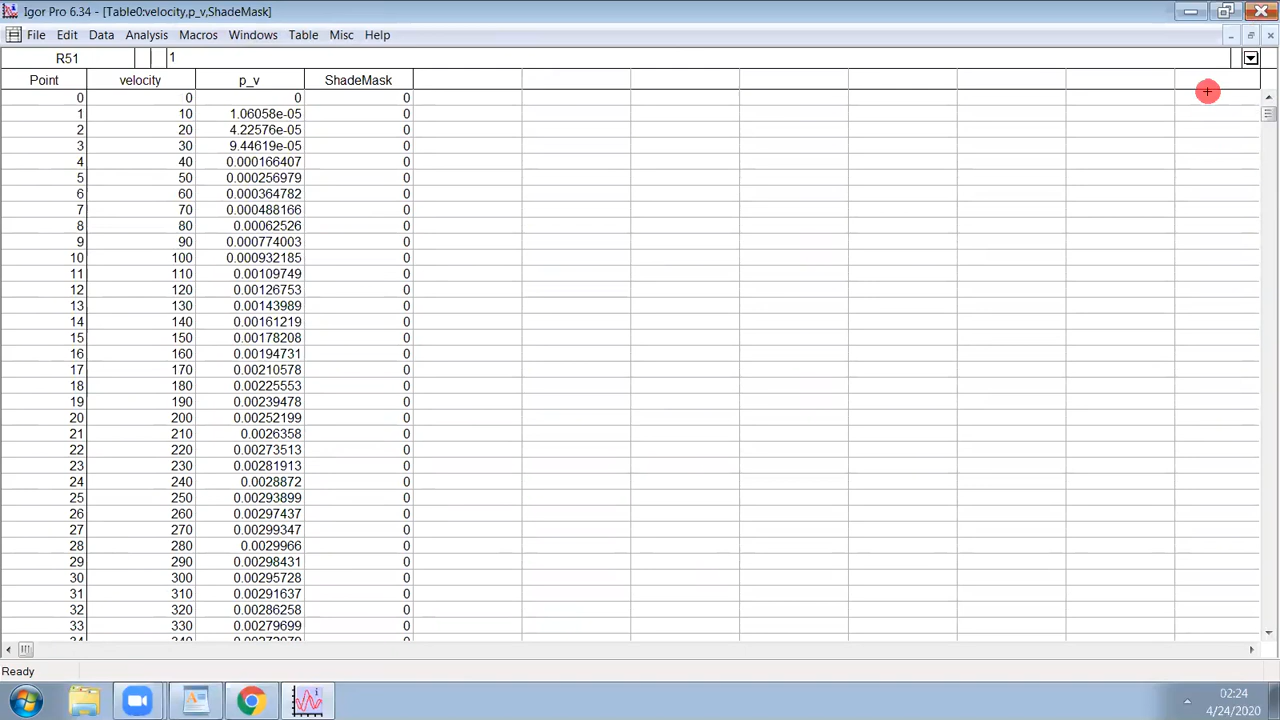 Igor Pro 6.34 - [Table0:velocity,p_v,ShadeMask]
File Edit Data Analysis Macros Windows Table Misc Help
R51 1
Point velocity p_v ShadeMask
0 0 0 0
1 10 1.06058e-05 0
2 20 4.22576e-05 0
3 30 9.44619e-05 0
4 40 0.000166407 0
5 50 0.000256979 0
6 60 0.000364782 0
7 70 0.000488166 0
8 80 0.00062526 0
9 90 0.000774003 0
10 100 0.000932185 0
11 110 0.00109749 0
12 120 0.00126753 0
13 130 0.00143989 0
14 140 0.00161219 0
15 150 0.00178208 0
16 160 0.00194731 0
17 170 0.00210578 0
18 180 0.00225553 0
19 190 0.00239478 0
20 200 0.00252199 0
21 210 0.0026358 0
22 220 0.00273513 0
23 230 0.00281913 0
24 240 0.0028872 0
25 250 0.00293899 0
26 260 0.00297437 0
27 270 0.00299347 0
28 280 0.0029966 0
29 290 0.00298431 0
30 300 0.00295728 0
31 310 0.00291637 0
32 320 0.00286258 0
33 330 0.00279699 0
34 340 0.00272079 0
Ready
02:24
4/24/2020